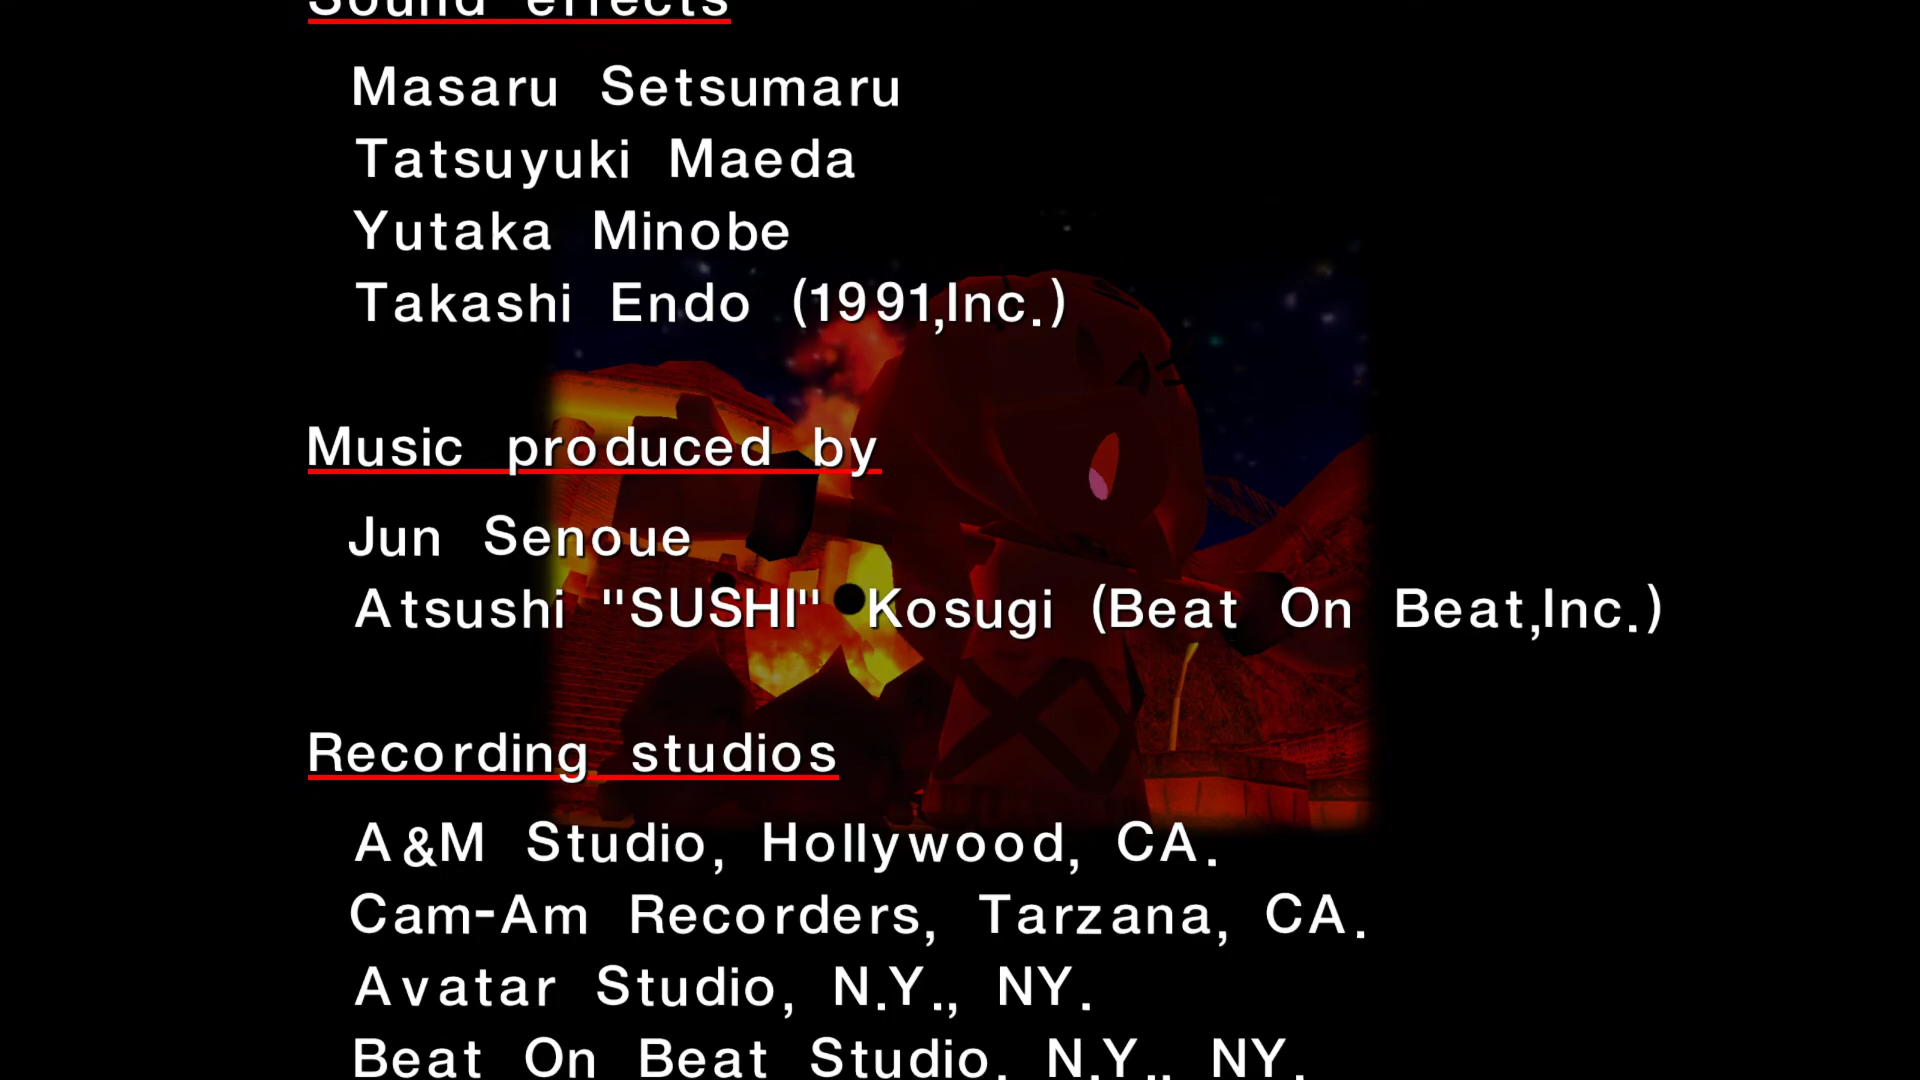 Sound effects
Masaru Setsumaru
Tatsuyuki Maeda
Yutaka Minobe
Takashi Endo (1991,Inc.)
Music produced by
Jun Senoue
Atsushi "SUSHI" Kosugi (Beat On Beat,Inc.)
Recording studios
A&M Studio, Hollywood, CA.
Cam-Am Recorders, Tarzana, CA.
Avatar Studio, N.Y., NY.
Beat On Beat Studio, N.Y., NY.